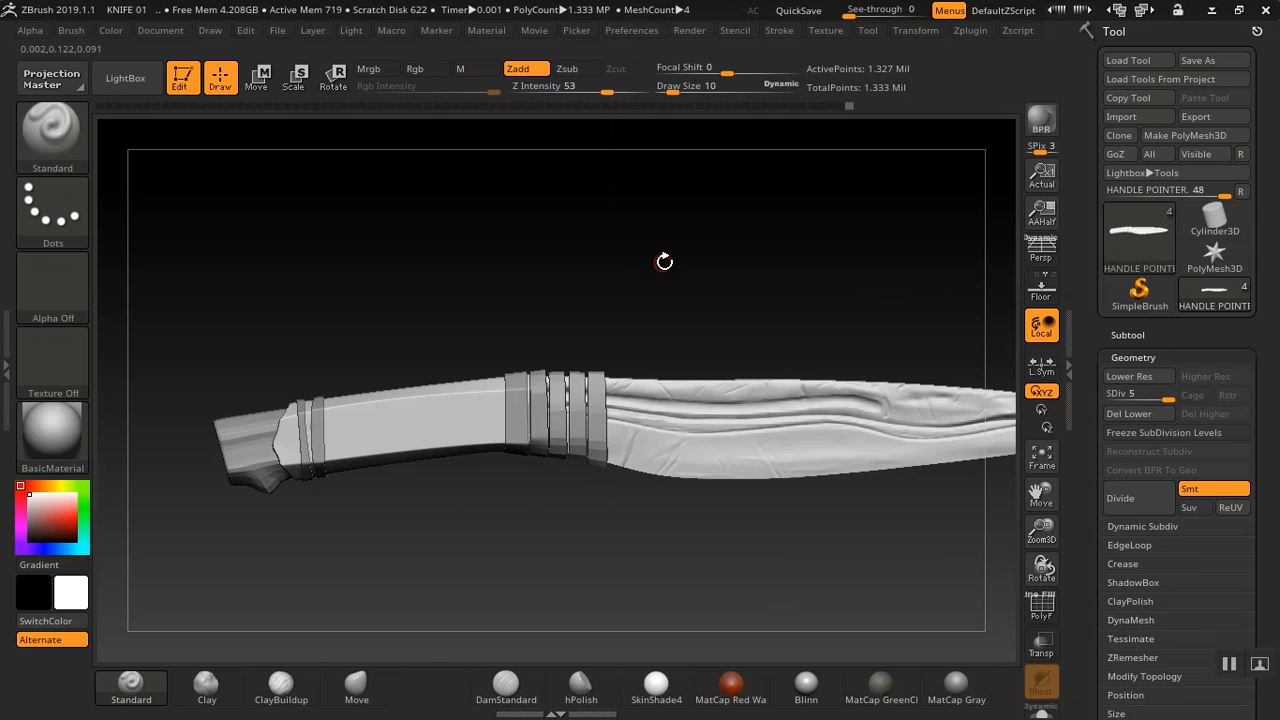 ZBrush 2019.1.1 KNIFE 01 .. • Free Mem 4.208GB • Active Mem 719 • Scratch Disk 622 • Timer▶0.001 • PolyCount▶1.333 MP • MeshCount▶4 AC QuickSave See-through 0 Menus DefaultZScript
Alpha Brush Color Document Draw Edit File Layer Light Macro Marker Material Movie Picker Preferences Render Stencil Stroke Texture Tool Transform Zplugin Zscript Tool
0.002,0.122,0.091
Projection Master LightBox Edit Draw Move Scale Rotate Mrgb Rgb M Zadd Zsub Zcut Focal Shift 0 ActivePoints: 1.327 Mil
Rgb Intensity Z Intensity 53 Draw Size 10 Dynamic TotalPoints: 1.333 Mil
Load Tool Save As
Load Tools From Project
Copy Tool Paste Tool
Import Export
Clone Make PolyMesh3D
GoZ All Visible R
Lightbox▶Tools
HANDLE POINTER. 48 R
4 Cylinder3D
HANDLE POINTE PolyMesh3D
SimpleBrush 4 HANDLE POINTE
Subtool
Geometry
Lower Res Higher Res
SDiv 5 Cage Rstr
Del Lower Del Higher
Freeze SubDivision Levels
Reconstruct Subdiv
Convert BPR To Geo
Divide Smt
Suv ReUV
Dynamic Subdiv
EdgeLoop
Crease
ShadowBox
ClayPolish
DynaMesh
Tessimate
ZRemesher
Modify Topology
Position
Size
BPR
SPix 3
Actual
AAHalf
Dynamic
Persp
Floor
Local
L.Sym
XYZ
Y
Z
Frame
Move
Zoom3D
Rotate
Line Fill
PolyF
Transp
Ghost
Dynamic
Standard
Dots
Alpha Off
Texture Off
BasicMaterial
Gradient
SwitchColor
Alternate
Standard Clay ClayBuildup Move DamStandard hPolish SkinShade4 MatCap Red Wa Blinn MatCap GreenCl MatCap Gray